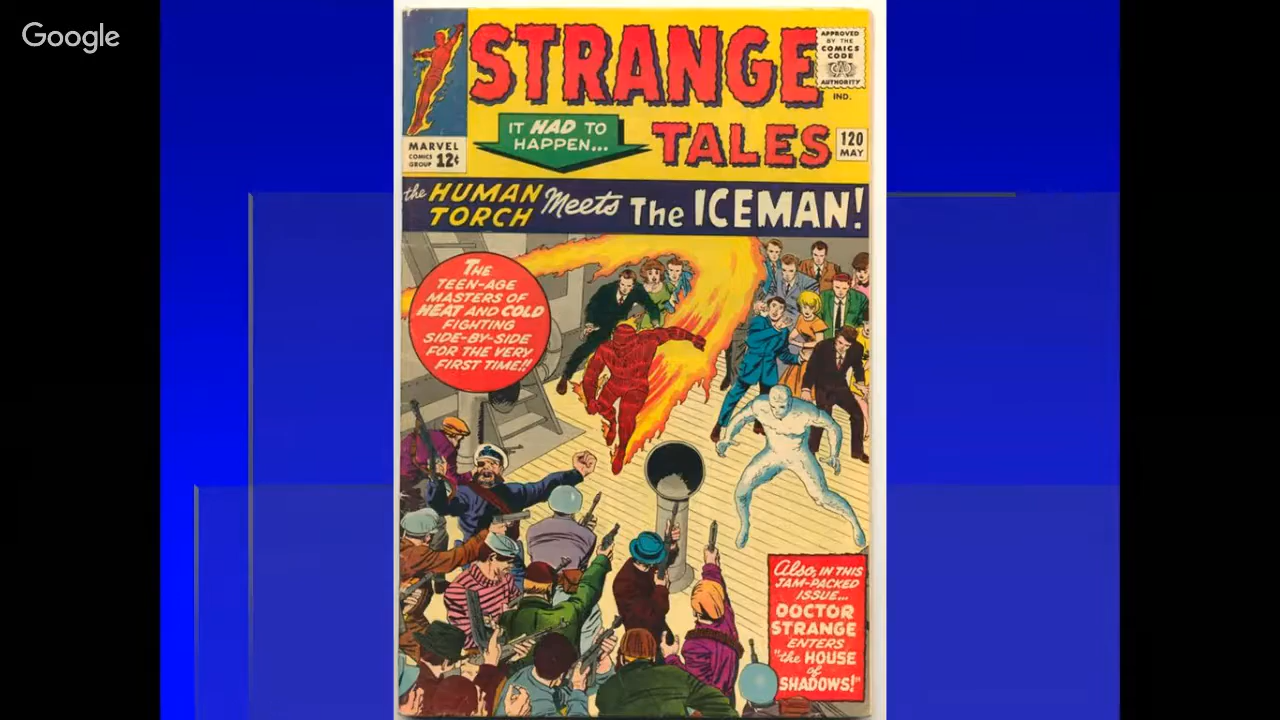 Google
STRANGE
TALES
APPROVED
BY THE
COMICS
CODE
AUTHORITY
IND.
120
MAY
MARVEL
COMICS
GROUP 12¢
IT HAD TO
HAPPEN...
the HUMAN
TORCH Meets The ICEMAN!
THE
TEEN-AGE
MASTERS OF
HEAT AND COLD
FIGHTING
SIDE-BY-SIDE
FOR THE VERY
FIRST TIME!!
Also, IN THIS
JAM-PACKED
ISSUE...
DOCTOR
STRANGE
ENTERS
"the HOUSE
of
SHADOWS!"